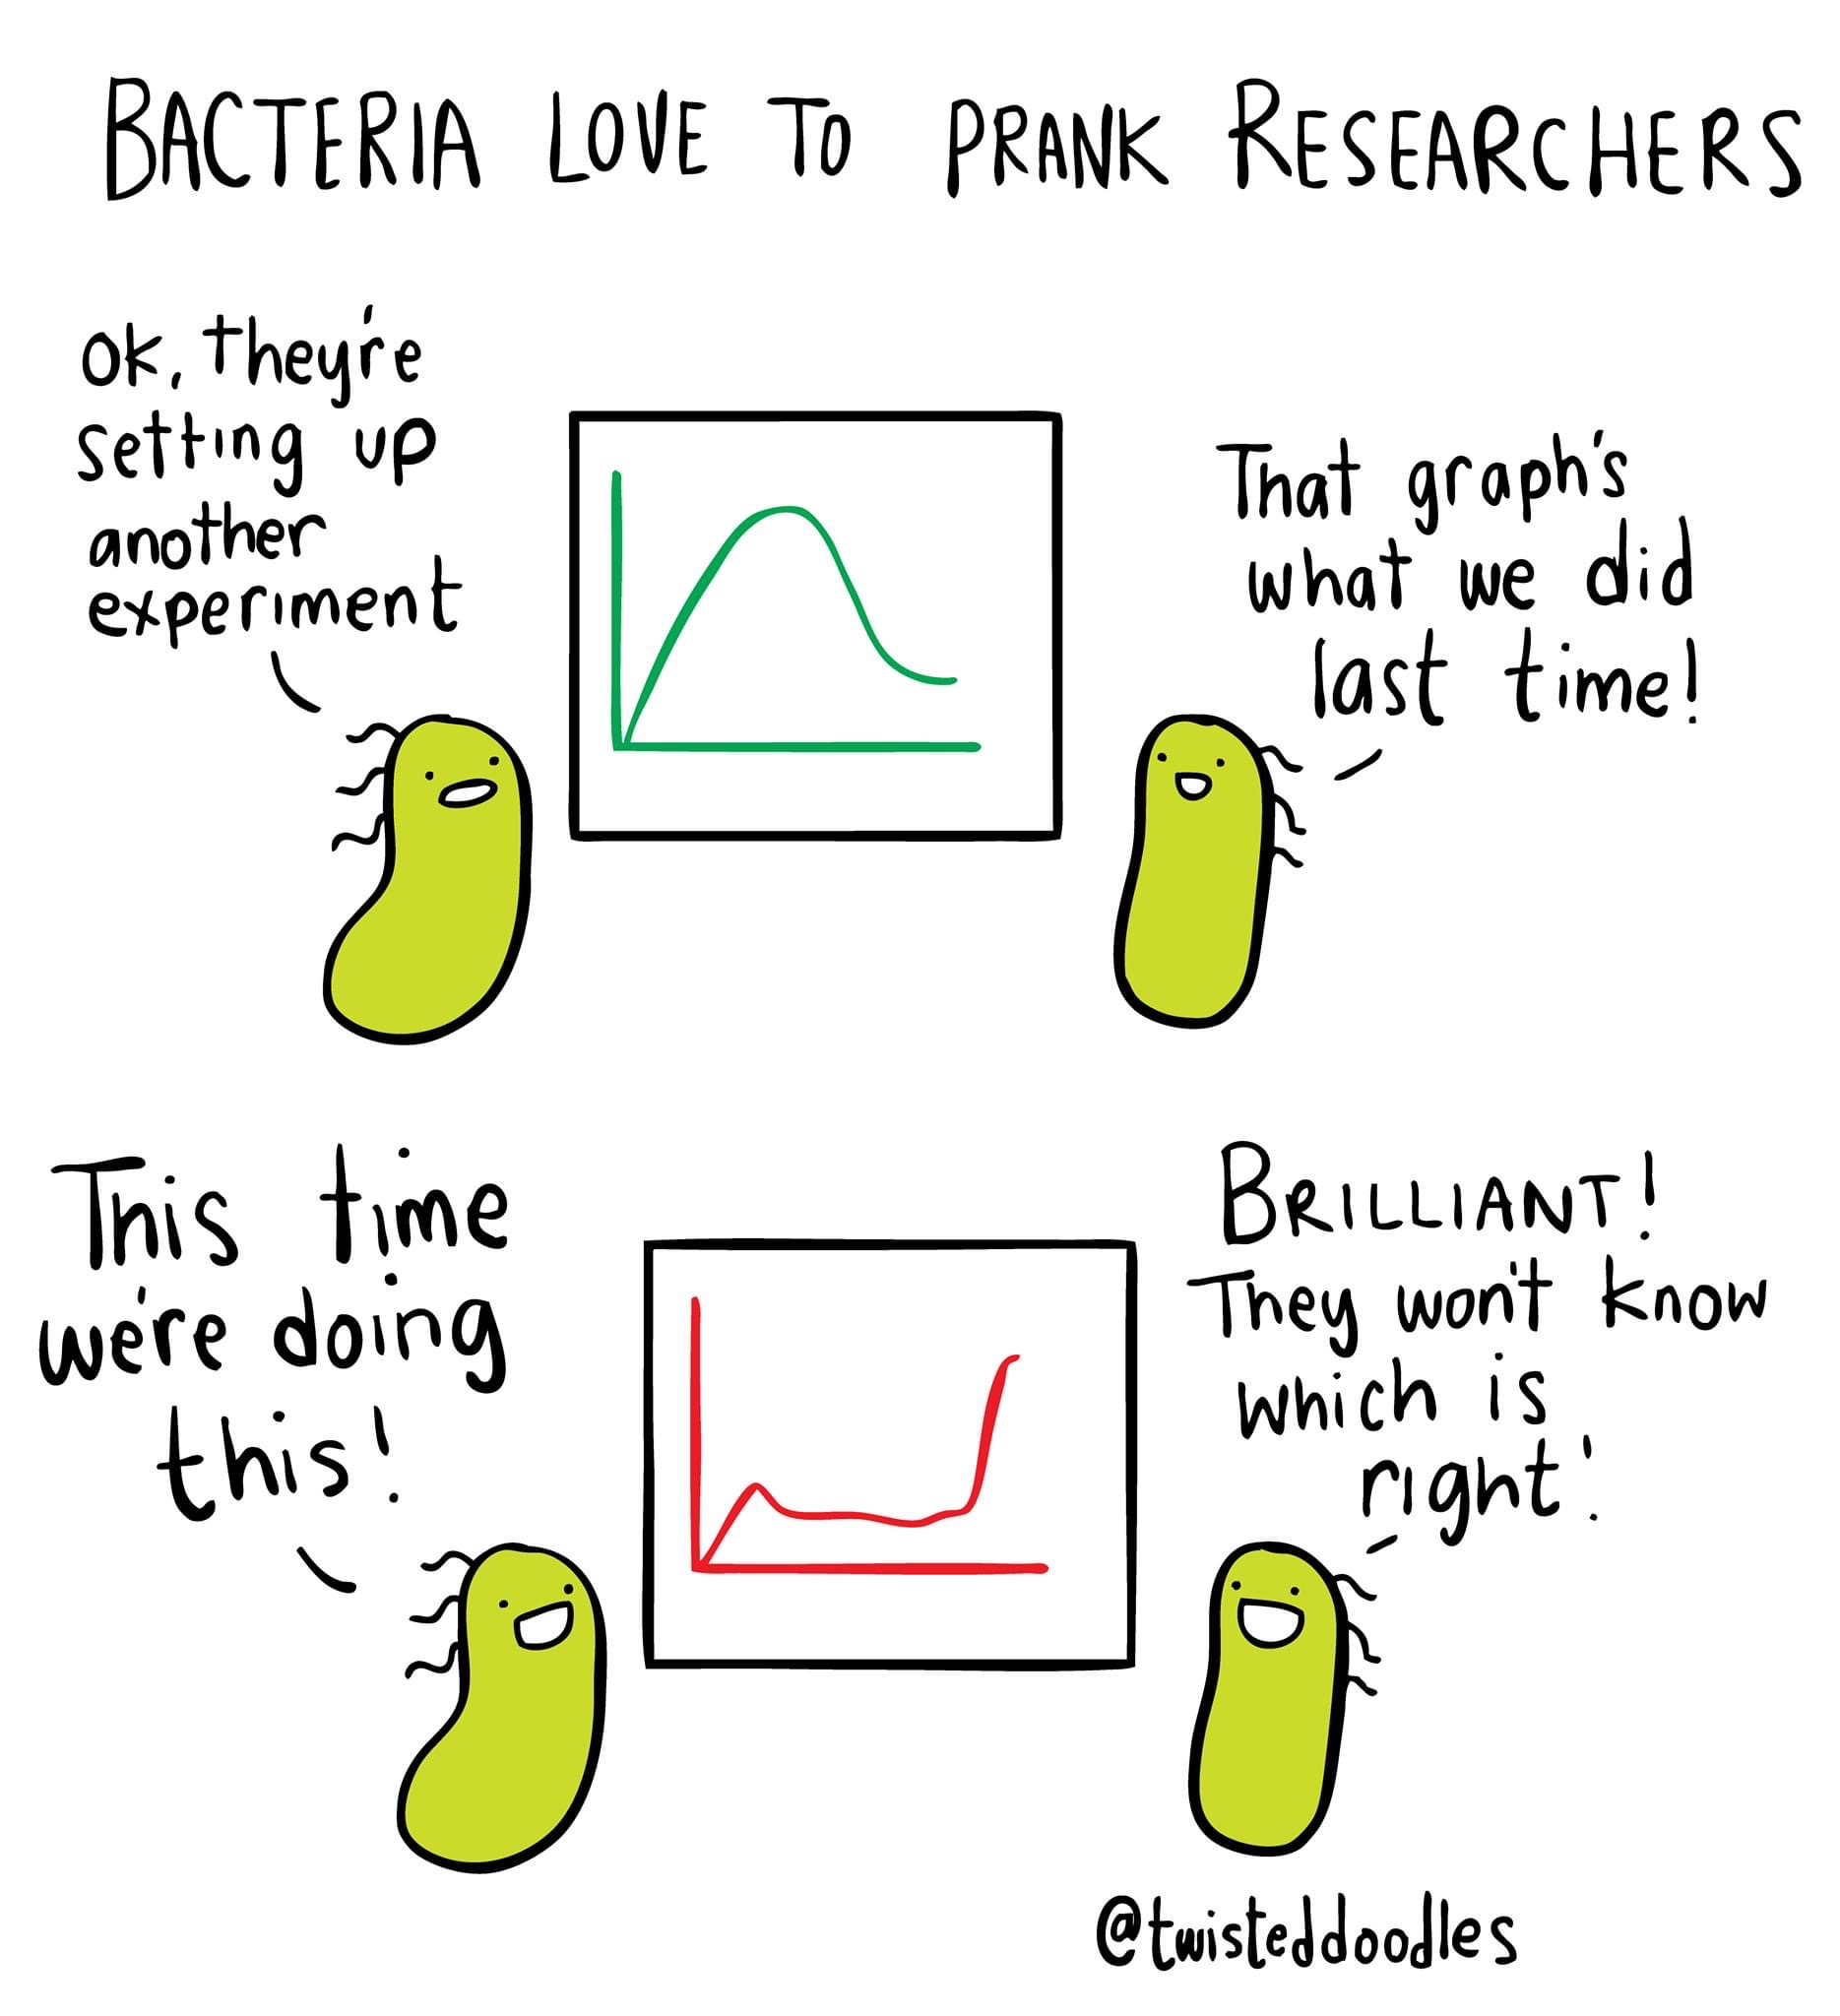 BACTERIA LOVE TO PRANK RESEARCHERS
Ok, they're
setting up
another
experiment
That graph's
what we did
last time!
This time
we're doing
this!
BRILLIANT!
They won't know
which is
right!
@twisteddoodles